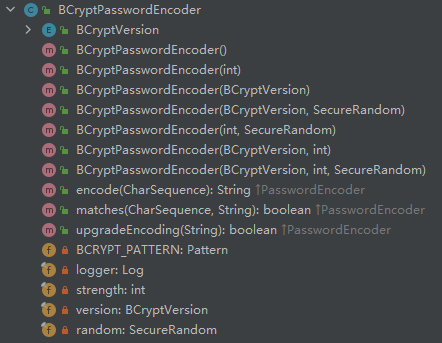 BCryptPasswordEncoder
BCryptVersion
BCryptPasswordEncoder()
BCryptPasswordEncoder(int)
BCryptPasswordEncoder(BCryptVersion)
BCryptPasswordEncoder(BCryptVersion, SecureRandom)
BCryptPasswordEncoder(int, SecureRandom)
BCryptPasswordEncoder(BCryptVersion, int)
BCryptPasswordEncoder(BCryptVersion, int, SecureRandom)
encode(CharSequence): String ↑PasswordEncoder
matches(CharSequence, String): boolean ↑PasswordEncoder
upgradeEncoding(String): boolean ↑PasswordEncoder
BCRYPT_PATTERN: Pattern
logger: Log
strength: int
version: BCryptVersion
random: SecureRandom